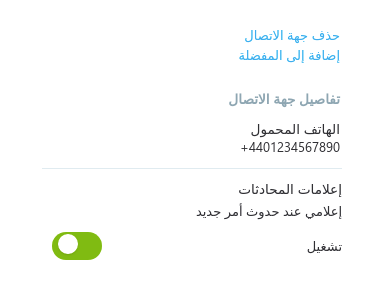 حذف جهة الاتصال
إضافة إلى المفضلة
تفاصيل جهة الاتصال
الهاتف المحمول
+4401234567890
إعلامات المحادثات
إعلامي عند حدوث أمر جديد
تشغيل